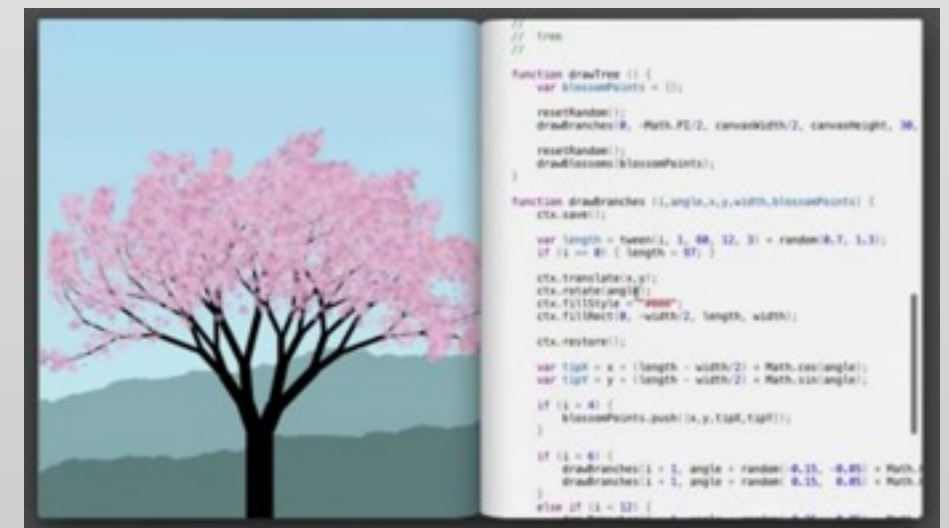 //
// tree
//
function drawTree () {
var blossomPoints = [];
resetRandom();
drawBranches(0, -Math.PI/2, canvasWidth/2, canvasHeight, 30,
resetRandom();
drawBlossoms(blossomPoints);
}
function drawBranches (i,angle,x,y,width,blossomPoints) {
ctx.save();
var length = tween(i, 1, 60, 12, 3) * random(0.7, 1.3);
if (i == 0) { length = 97; }
ctx.translate(x,y);
ctx.rotate(angle);
ctx.fillStyle = "#000";
ctx.fillRect(0, -width/2, length, width);
ctx.restore();
var tipX = x + (length - width/2) * Math.cos(angle);
var tipY = y + (length - width/2) * Math.sin(angle);
if (i > 4) {
blossomPoints.push([x,y,tipX,tipY]);
}
if (i < 6) {
drawBranches(i + 1, angle + random(-0.15, -0.05) * Math.
drawBranches(i + 1, angle + random( 0.15, 0.05) * Math.
}
else if (i < 12) {